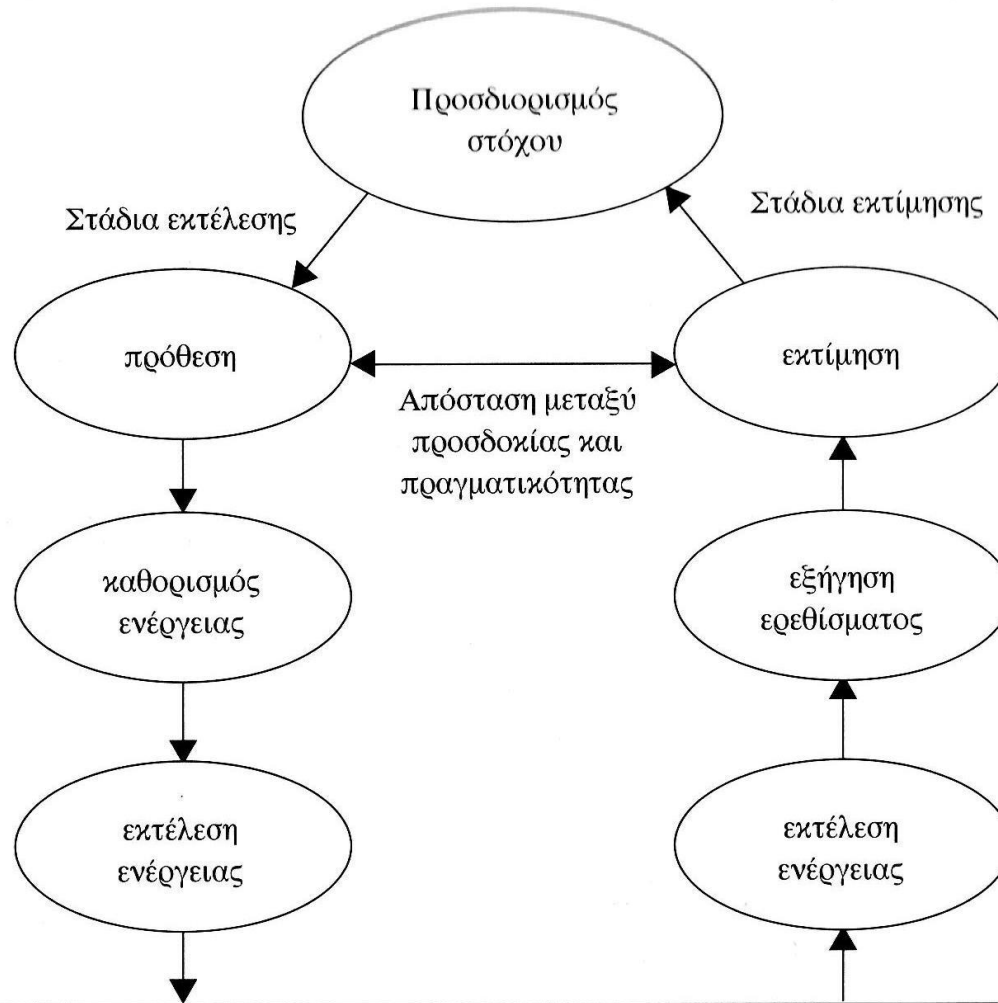 Προσδιορισμός
στόχου
Στάδια εκτέλεσης
Στάδια εκτίμησης
πρόθεση
εκτίμηση
Απόσταση μεταξύ
προσδοκίας και
πραγματικότητας
καθορισμός
ενέργειας
εξήγηση
ερεθίσματος
εκτέλεση
ενέργειας
εκτέλεση
ενέργειας